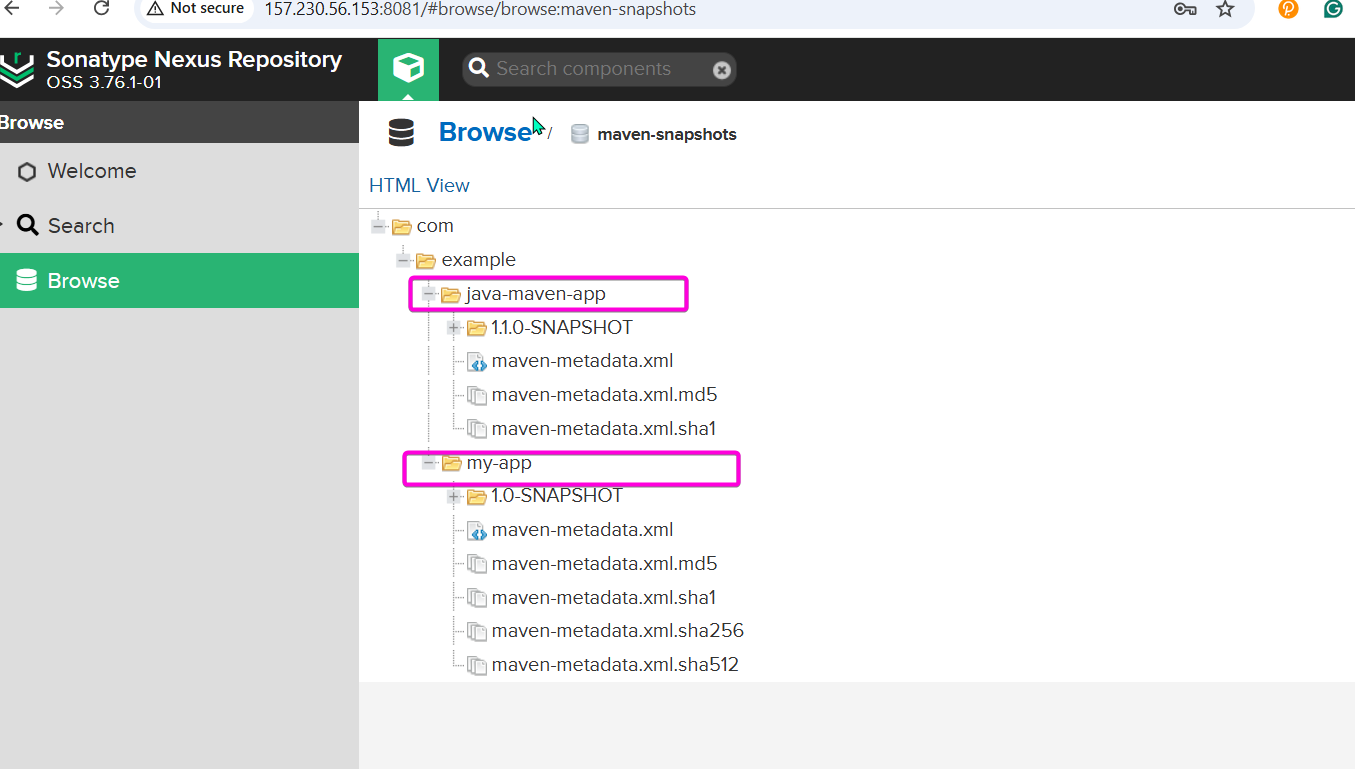 Not secure 157.230.56.153:8081/#browse/browse:maven-snapshots
Sonatype Nexus Repository
OSS 3.76.1-01
Search components
Browse
Welcome
Search
Browse
Browse / maven-snapshots
HTML View
com
example
java-maven-app
1.1.0-SNAPSHOT
maven-metadata.xml
maven-metadata.xml.md5
maven-metadata.xml.sha1
my-app
1.0-SNAPSHOT
maven-metadata.xml
maven-metadata.xml.md5
maven-metadata.xml.sha1
maven-metadata.xml.sha256
maven-metadata.xml.sha512